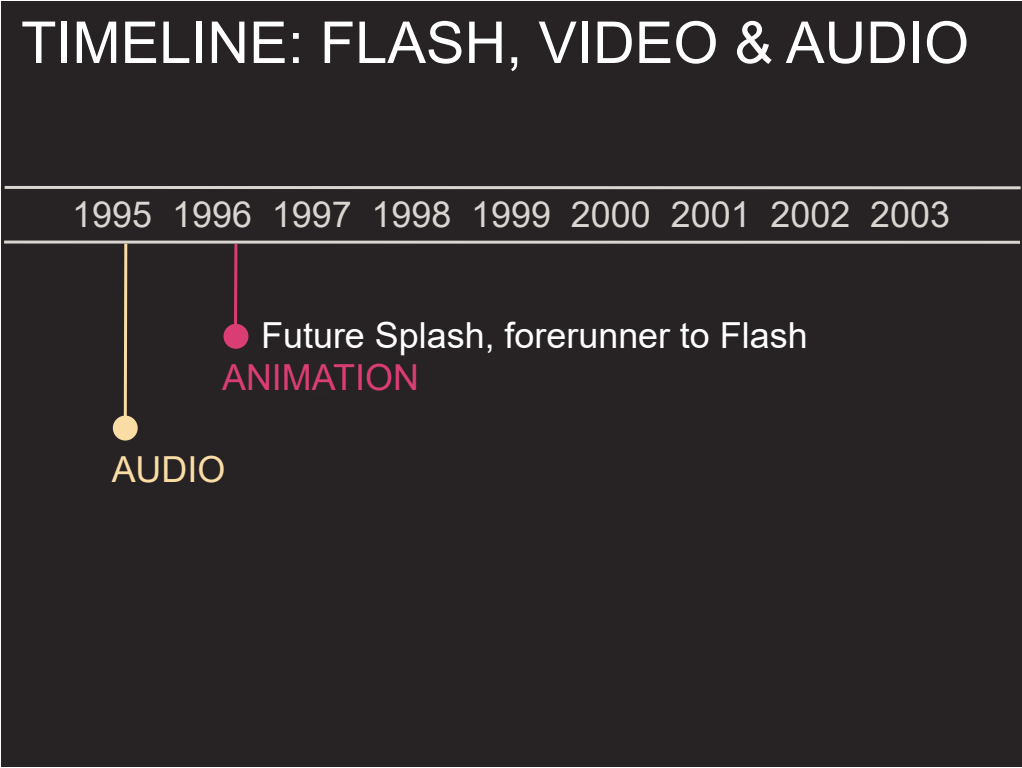 TIMELINE: FLASH, VIDEO & AUDIO
1995 1996 1997 1998 1999 2000 2001 2002 2003
Future Splash, forerunner to Flash
ANIMATION
AUDIO